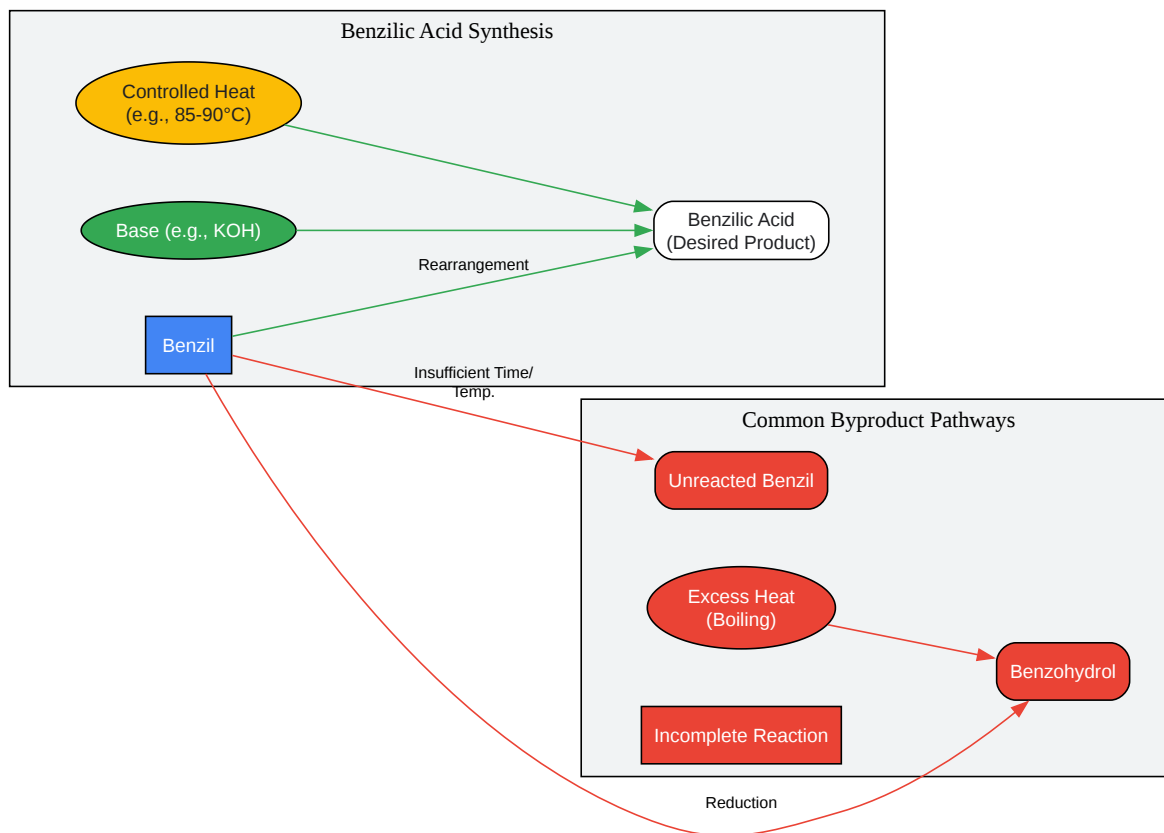 Benzilic Acid Synthesis
Controlled Heat
(e.g., 85-90°C)
Base (e.g., KOH)
Benzilic Acid
(Desired Product)
Rearrangement
Benzil
Insufficient Time/
Temp.
Common Byproduct Pathways
Unreacted Benzil
Excess Heat
(Boiling)
Benzohydrol
Incomplete Reaction
Reduction